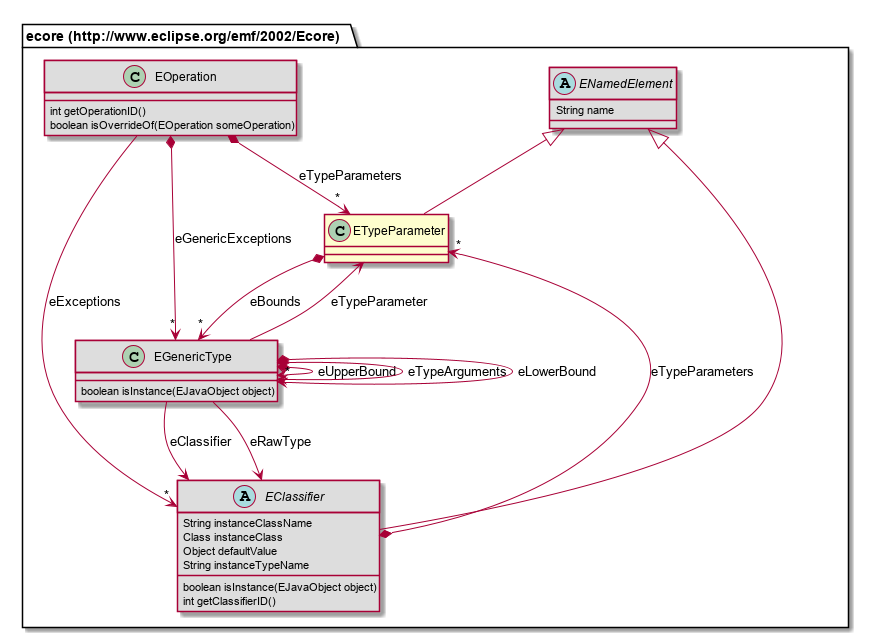 ecore (http://www.eclipse.org/emf/2002/Ecore)
C EOperation
int getOperationID()
boolean isOverrideOf(EOperation someOperation)
A ENamedElement
String name
eTypeParameters
*
C ETypeParameter
*
eGenericExceptions
eExceptions
eBounds
eTypeParameter
*
*
C EGenericType
boolean isInstance(EJavaObject object)
eUpperBound
*
eTypeArguments
eLowerBound
eTypeParameters
eClassifier
eRawType
*
A EClassifier
String instanceClassName
Class instanceClass
Object defaultValue
String instanceTypeName
boolean isInstance(EJavaObject object)
int getClassifierID()